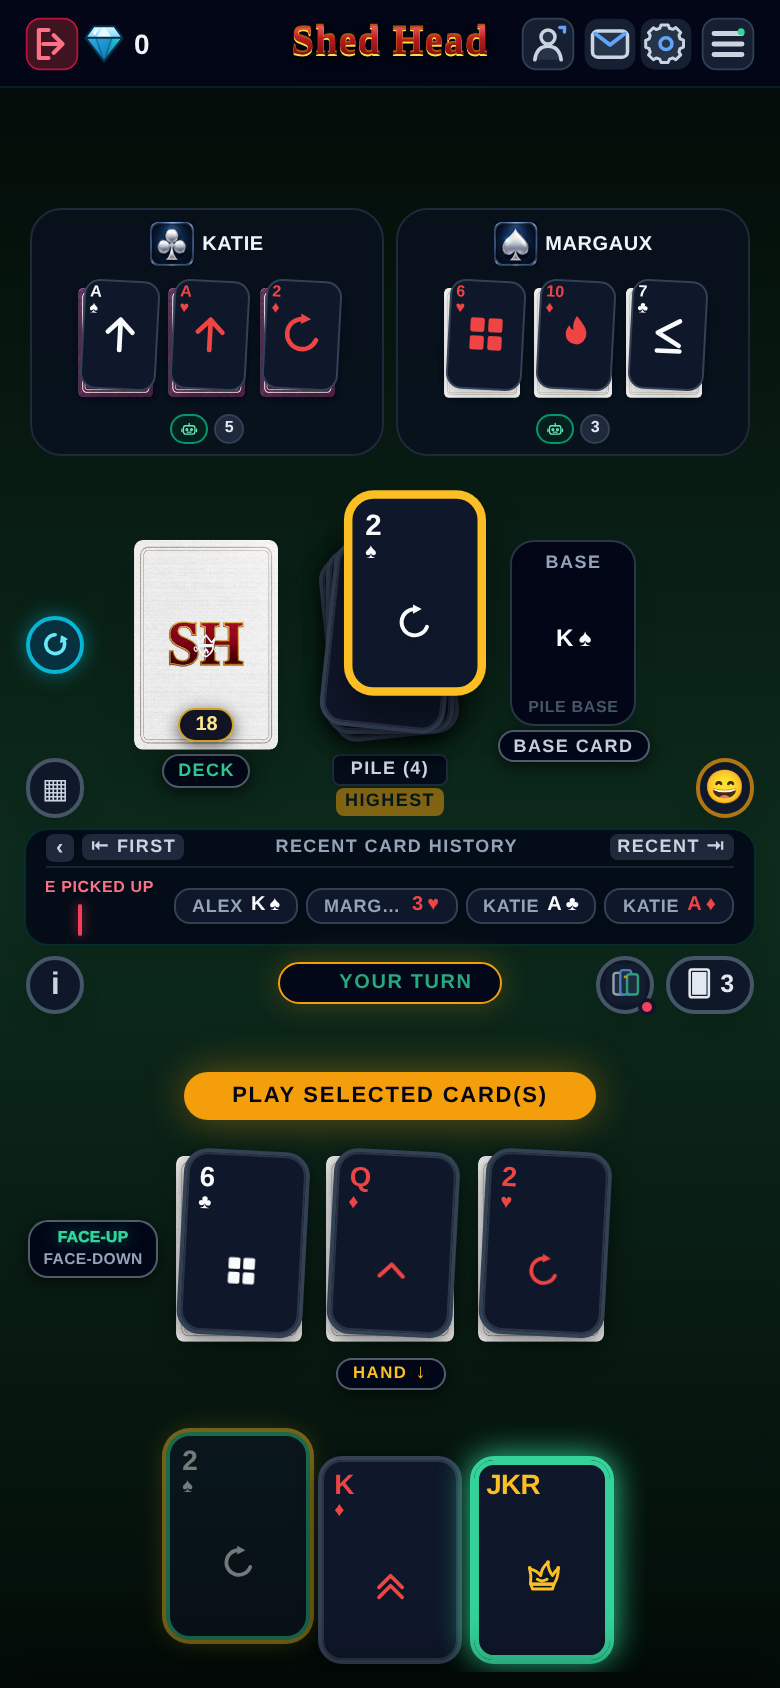 0
Shed Head
KATIE
MARGAUX
A♠
A♥
2♦
6♥
10♦
7♣
5
3
2♠
SH
18
DECK
PILE (4)
HIGHEST
BASE
K♠
PILE BASE
BASE CARD
‹
⇤ FIRST
RECENT CARD HISTORY
RECENT ⇥
E PICKED UP
ALEX K♠
MARG… 3♥
KATIE A♣
KATIE A♦
i
YOUR TURN
1
3
PLAY SELECTED CARD(S)
FACE-UP
FACE-DOWN
6♣
Q♦
2♥
HAND ↓
2♠
K♦
JKR